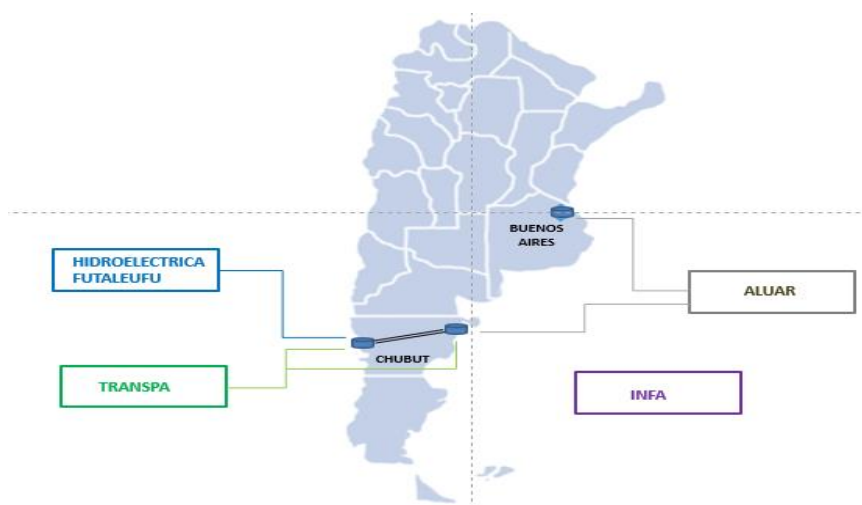 BUENOS
AIRES
HIDROELECTRICA
FUTALEUFU
ALUAR
CHUBUT
TRANSPA
INFA